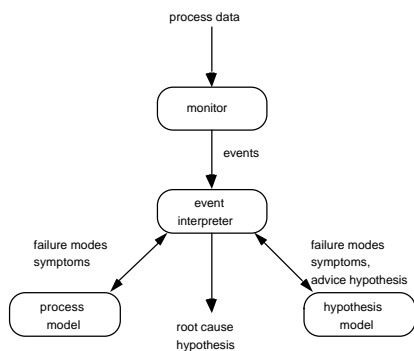 process data
monitor
events
event
interpreter
failure modes
symptoms
failure modes
symptoms,
advice hypothesis
process
model
root cause
hypothesis
hypothesis
model